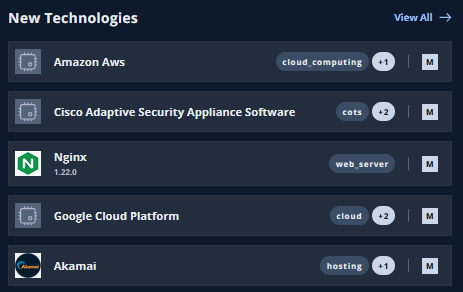 New Technologies
View All
Amazon Aws cloud_computing +1 M
Cisco Adaptive Security Appliance Software cots +2 M
Nginx web_server M
1.22.0
Google Cloud Platform cloud +2 M
Akamai Akamai hosting +1 M